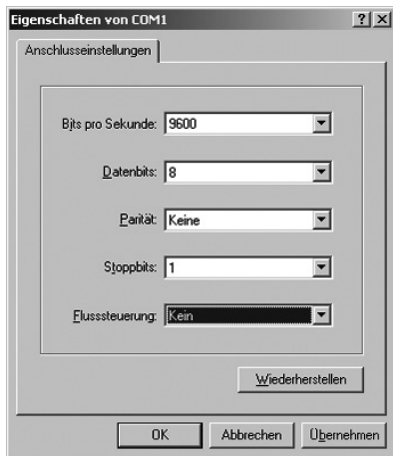 Eigenschaften von COM1
Anschlusseinstellungen
Bits pro Sekunde: 9600
Datenbits: 8
Parität: Keine
Stoppbits: 1
Flusssteuerung: Kein
Wiederherstellen
OK Abbrechen Übernehmen